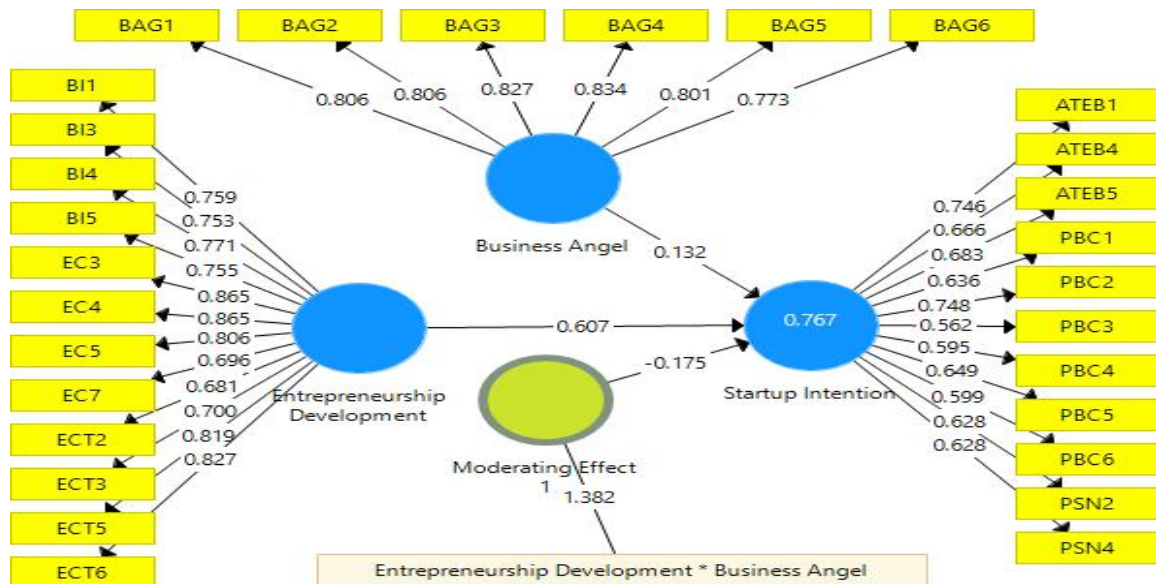 BAG1 BAG2 BAG3 BAG4 BAG5 BAG6
0.806 0.806 0.827 0.834 0.801 0.773
BI1
BI3
BI4
BI5
EC3
EC4
EC5
EC7
ECT2
ECT3
ECT5
ECT6
0.759
0.753
0.771
0.755
0.865
0.865
0.806
0.696
0.681
0.700
0.819
0.827
Entrepreneurship
Development
Business Angel
0.132
0.607
-0.175
Moderating Effect
1
1.382
Entrepreneurship Development * Business Angel
0.767
Startup Intention
0.746
0.666
0.683
0.636
0.748
0.562
0.595
0.649
0.599
0.628
0.628
ATEB1
ATEB4
ATEB5
PBC1
PBC2
PBC3
PBC4
PBC5
PBC6
PSN2
PSN4